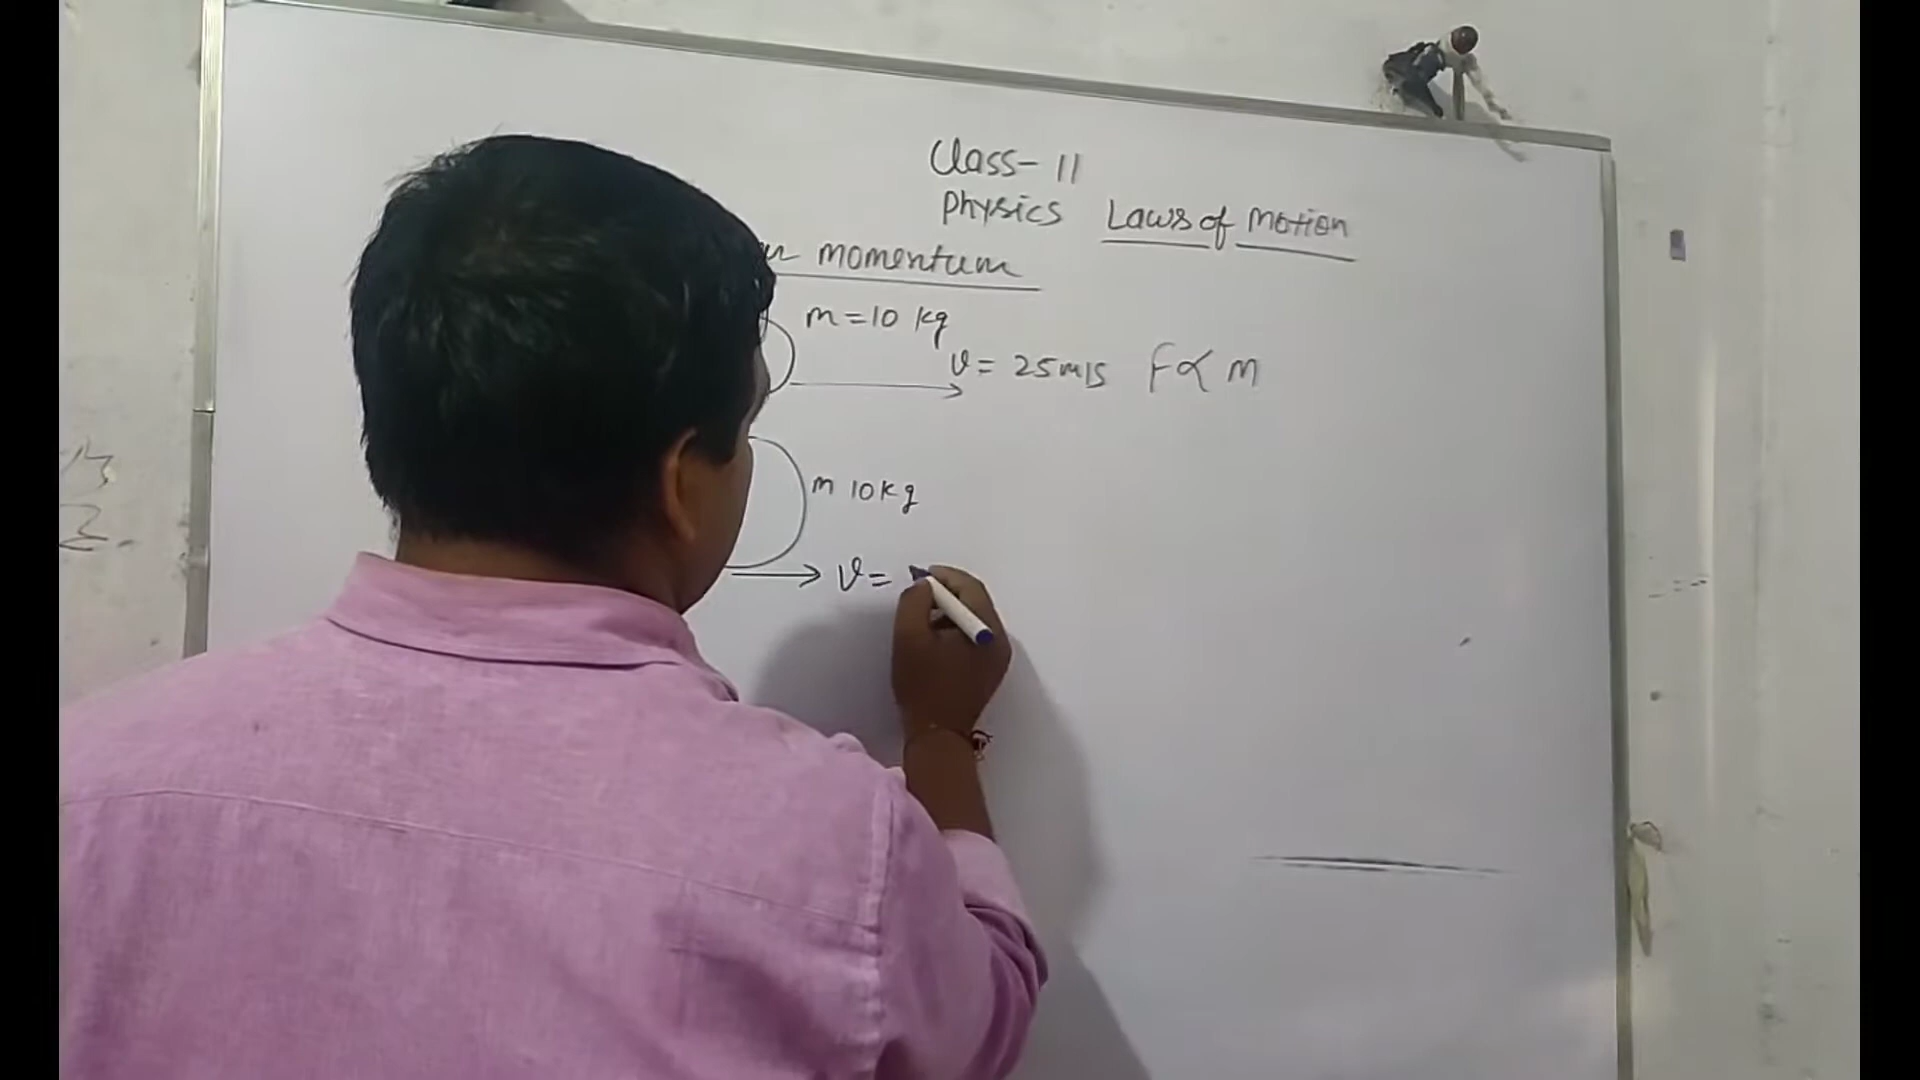 Class- 11
Physics Laws of Motion
momentum
m=10 kg
v= 25m/s F∝ m
m 10kg
v=